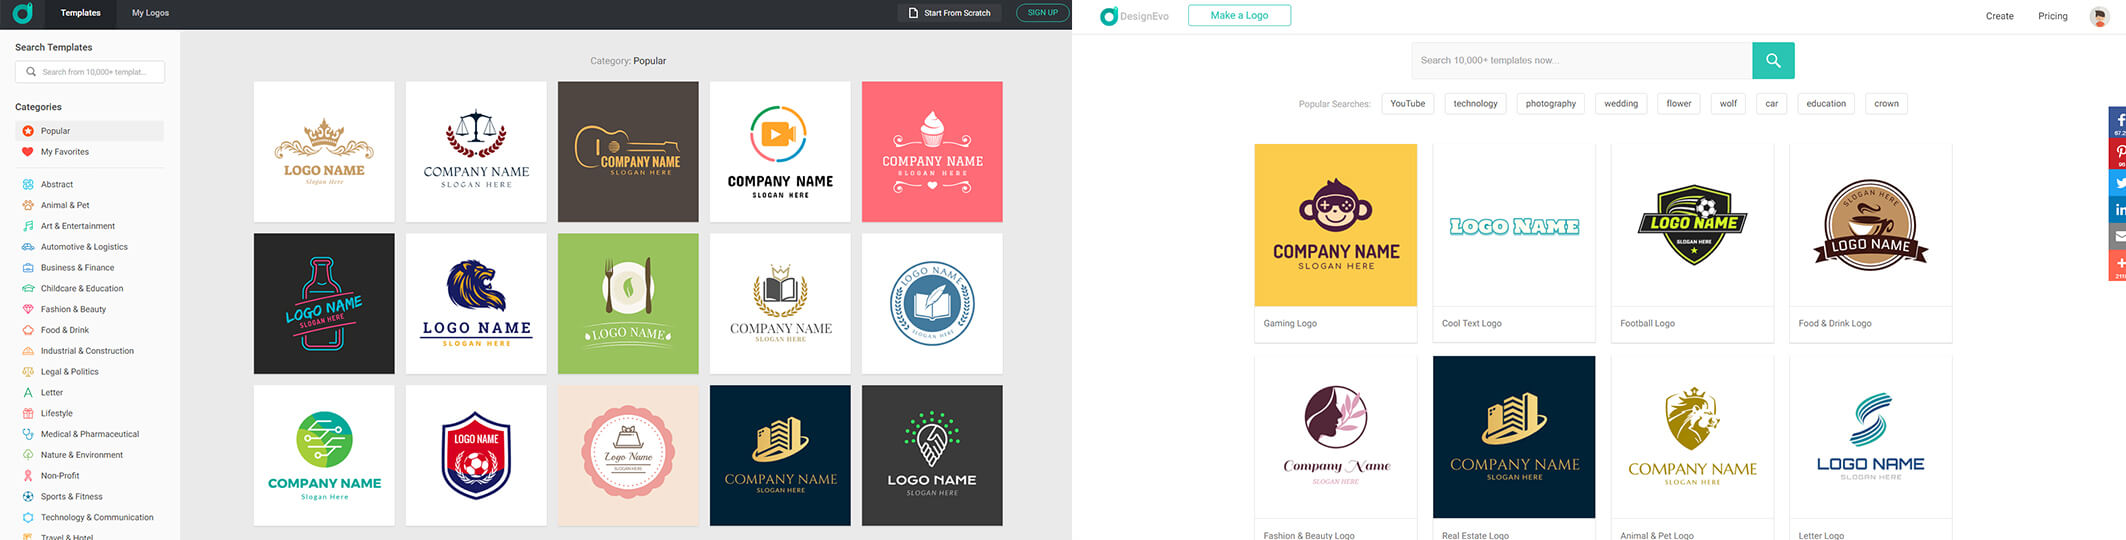 Templates
My Logos
Start From Scratch
SIGN UP
Search Templates
Search from 10,000+ templat...
Categories
Popular
My Favorites
Abstract
Animal & Pet
Art & Entertainment
Automotive & Logistics
Business & Finance
Childcare & Education
Fashion & Beauty
Food & Drink
Industrial & Construction
Legal & Politics
Letter
Lifestyle
Medical & Pharmaceutical
Nature & Environment
Non-Profit
Sports & Fitness
Technology & Communication
Travel & Hotel
Category: Popular
LOGO NAME
Slogan Here
COMPANY NAME
SLOGAN HERE
COMPANY NAME
SLOGAN HERE
COMPANY NAME
SLOGAN HERE
COMPANY NAME
SLOGAN HERE
LOGO NAME
SLOGAN HERE
LOGO NAME
SLOGAN HERE
LOGO NAME
COMPANY NAME
SLOGAN HERE
LOGO NAME
SLOGAN HERE
COMPANY NAME
Slogan Here
LOGO NAME
Logo Name
SLOGAN HERE
COMPANY NAME
SLOGAN HERE
LOGO NAME
SLOGAN HERE
DesignEvo
Make a Logo
Create
Pricing
Search 10,000+ templates now...
Popular Searches:
YouTube
technology
photography
wedding
flower
wolf
car
education
crown
COMPANY NAME
SLOGAN HERE
Gaming Logo
LOGO NAME
Cool Text Logo
LOGO NAME
SLOGAN HERE
Football Logo
SLOGAN HERE
LOGO NAME
Food & Drink Logo
Company Name
SLOGAN HERE
Fashion & Beauty Logo
COMPANY NAME
SLOGAN HERE
Real Estate Logo
COMPANY NAME
SLOGAN HERE
Animal & Pet Logo
LOGO NAME
SLOGAN HERE
Letter Logo